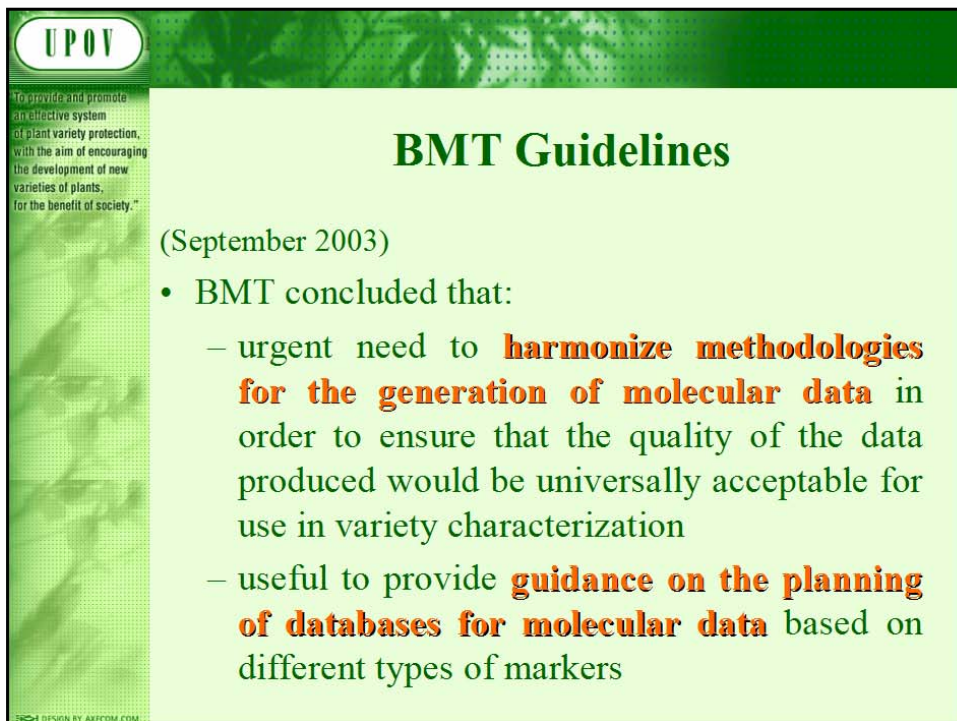 UPOV
"To provide and promote
an effective system
of plant variety protection,
with the aim of encouraging
the development of new
varieties of plants,
for the benefit of society."
BMT Guidelines
(September 2003)
• BMT concluded that:
– urgent need to harmonize methodologies
for the generation of molecular data in
order to ensure that the quality of the data
produced would be universally acceptable for
use in variety characterization
– useful to provide guidance on the planning
of databases for molecular data based on
different types of markers
DESIGN BY AXECOM.COM